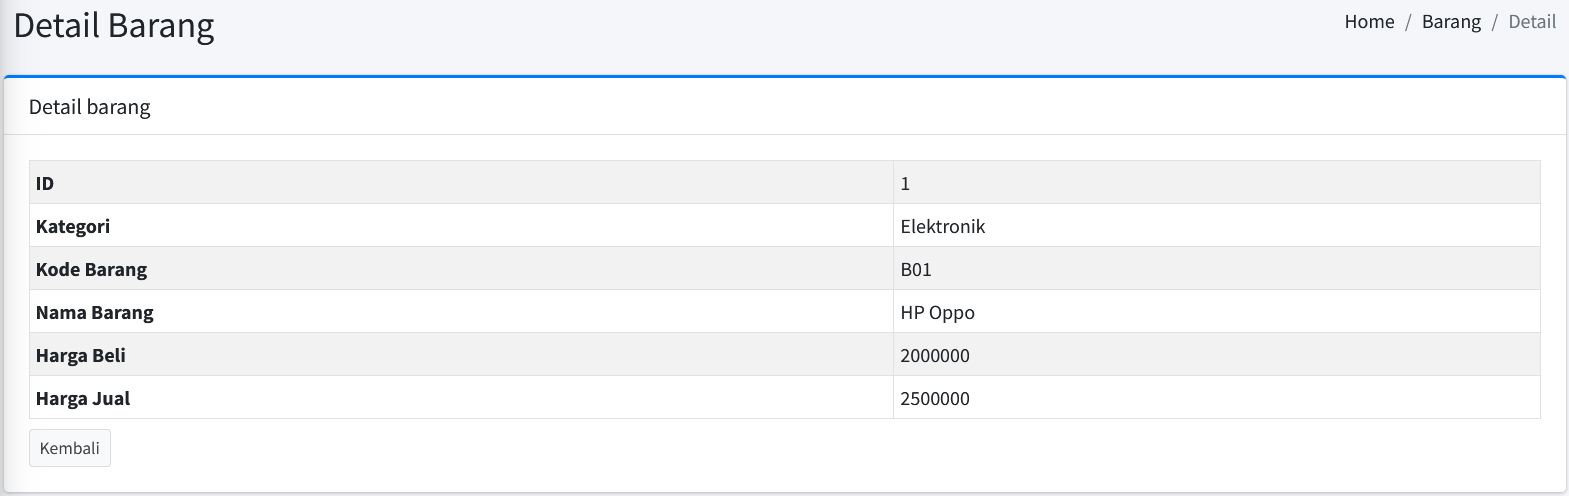 Detail Barang
Home / Barang / Detail
Detail barang
ID 1
Kategori Elektronik
Kode Barang B01
Nama Barang HP Oppo
Harga Beli 2000000
Harga Jual 2500000
Kembali